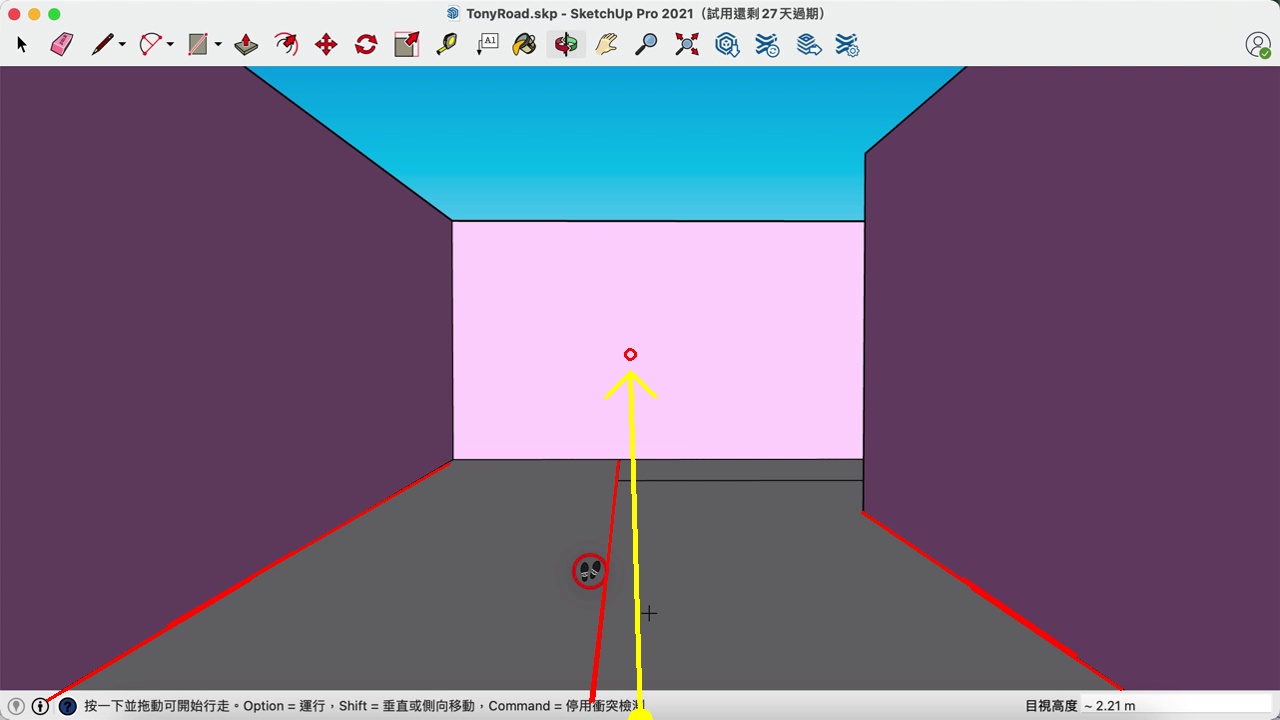 TonyRoad.skp - SketchUp Pro 2021（試用還剩 27 天過期）
A1
按一下並拖動可開始行走。Option = 運行，Shift = 垂直或側向移動，Command = 停用衝突檢測
目視高度 ~ 2.21 m